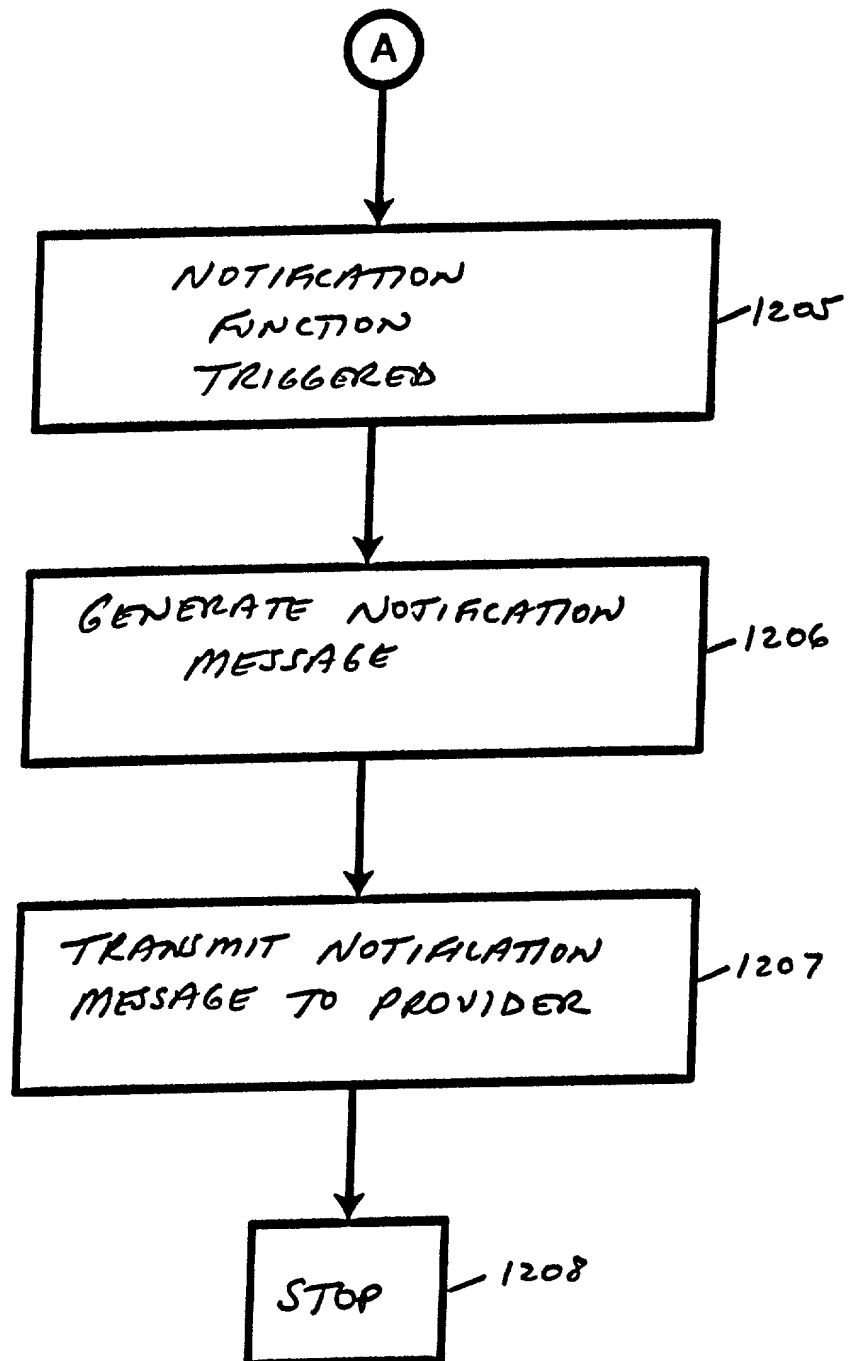 A
NOTIFICATION
FUNCTION
TRIGGERED
1205
GENERATE NOTIFICATION
MESSAGE
1206
TRANSMIT NOTIFICATION
MESSAGE TO PROVIDER
1207
STOP
1208